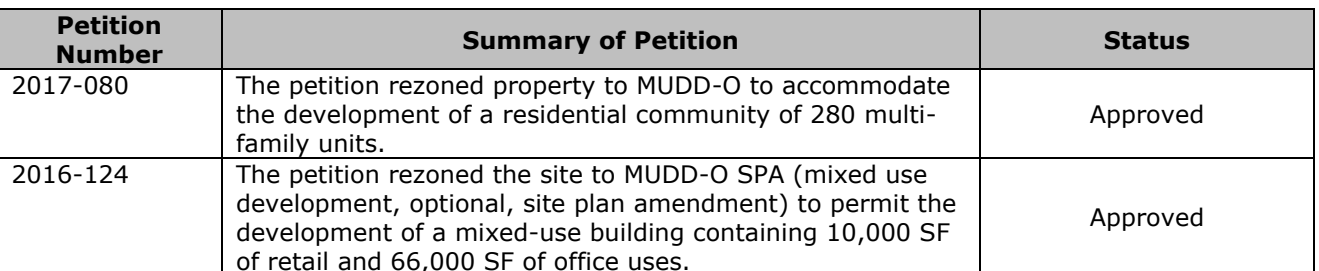 Petition
Number
Summary of Petition
Status
2017-080
The petition rezoned property to MUDD-O to accommodate
the development of a residential community of 280 multi-
family units.
Approved
2016-124
The petition rezoned the site to MUDD-O SPA (mixed use
development, optional, site plan amendment) to permit the
development of a mixed-use building containing 10,000 SF
of retail and 66,000 SF of office uses.
Approved